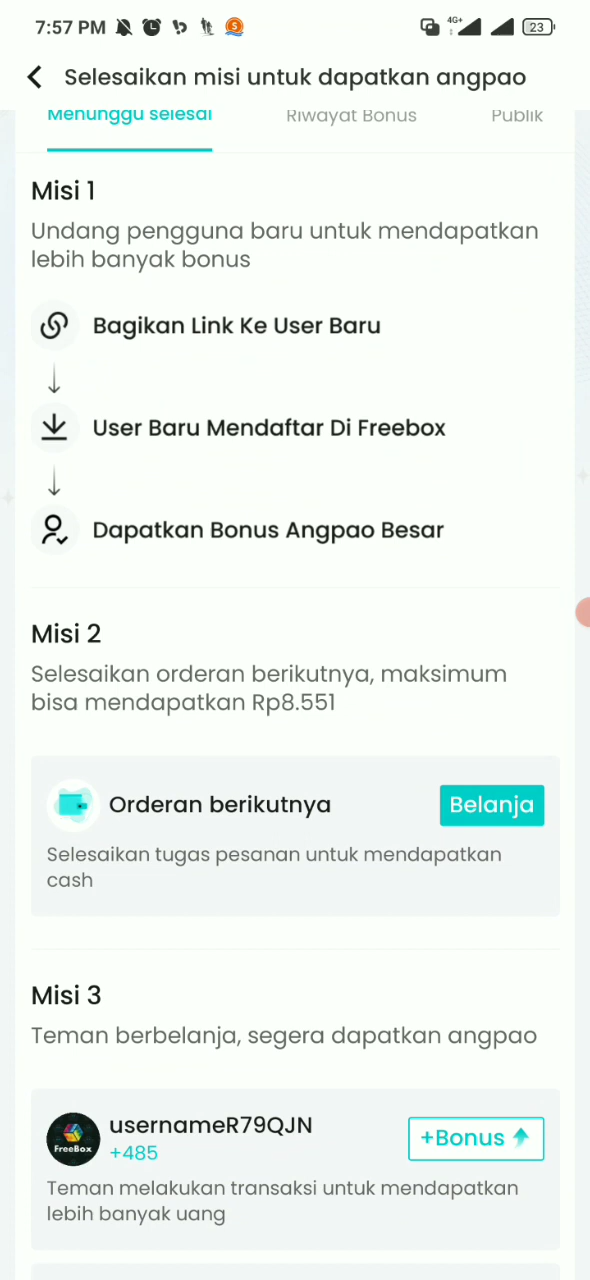 7:57 PM
4G+
23
Selesaikan misi untuk dapatkan angpao
Menunggu selesai
Riwayat Bonus
Publik
Misi 1
Undang pengguna baru untuk mendapatkan
lebih banyak bonus
Bagikan Link Ke User Baru
User Baru Mendaftar Di Freebox
Dapatkan Bonus Angpao Besar
Misi 2
Selesaikan orderan berikutnya, maksimum
bisa mendapatkan Rp8.551
Orderan berikutnya
Belanja
Selesaikan tugas pesanan untuk mendapatkan
cash
Misi 3
Teman berbelanja, segera dapatkan angpao
FreeBox
usernameR79QJN
+485
+Bonus
Teman melakukan transaksi untuk mendapatkan
lebih banyak uang